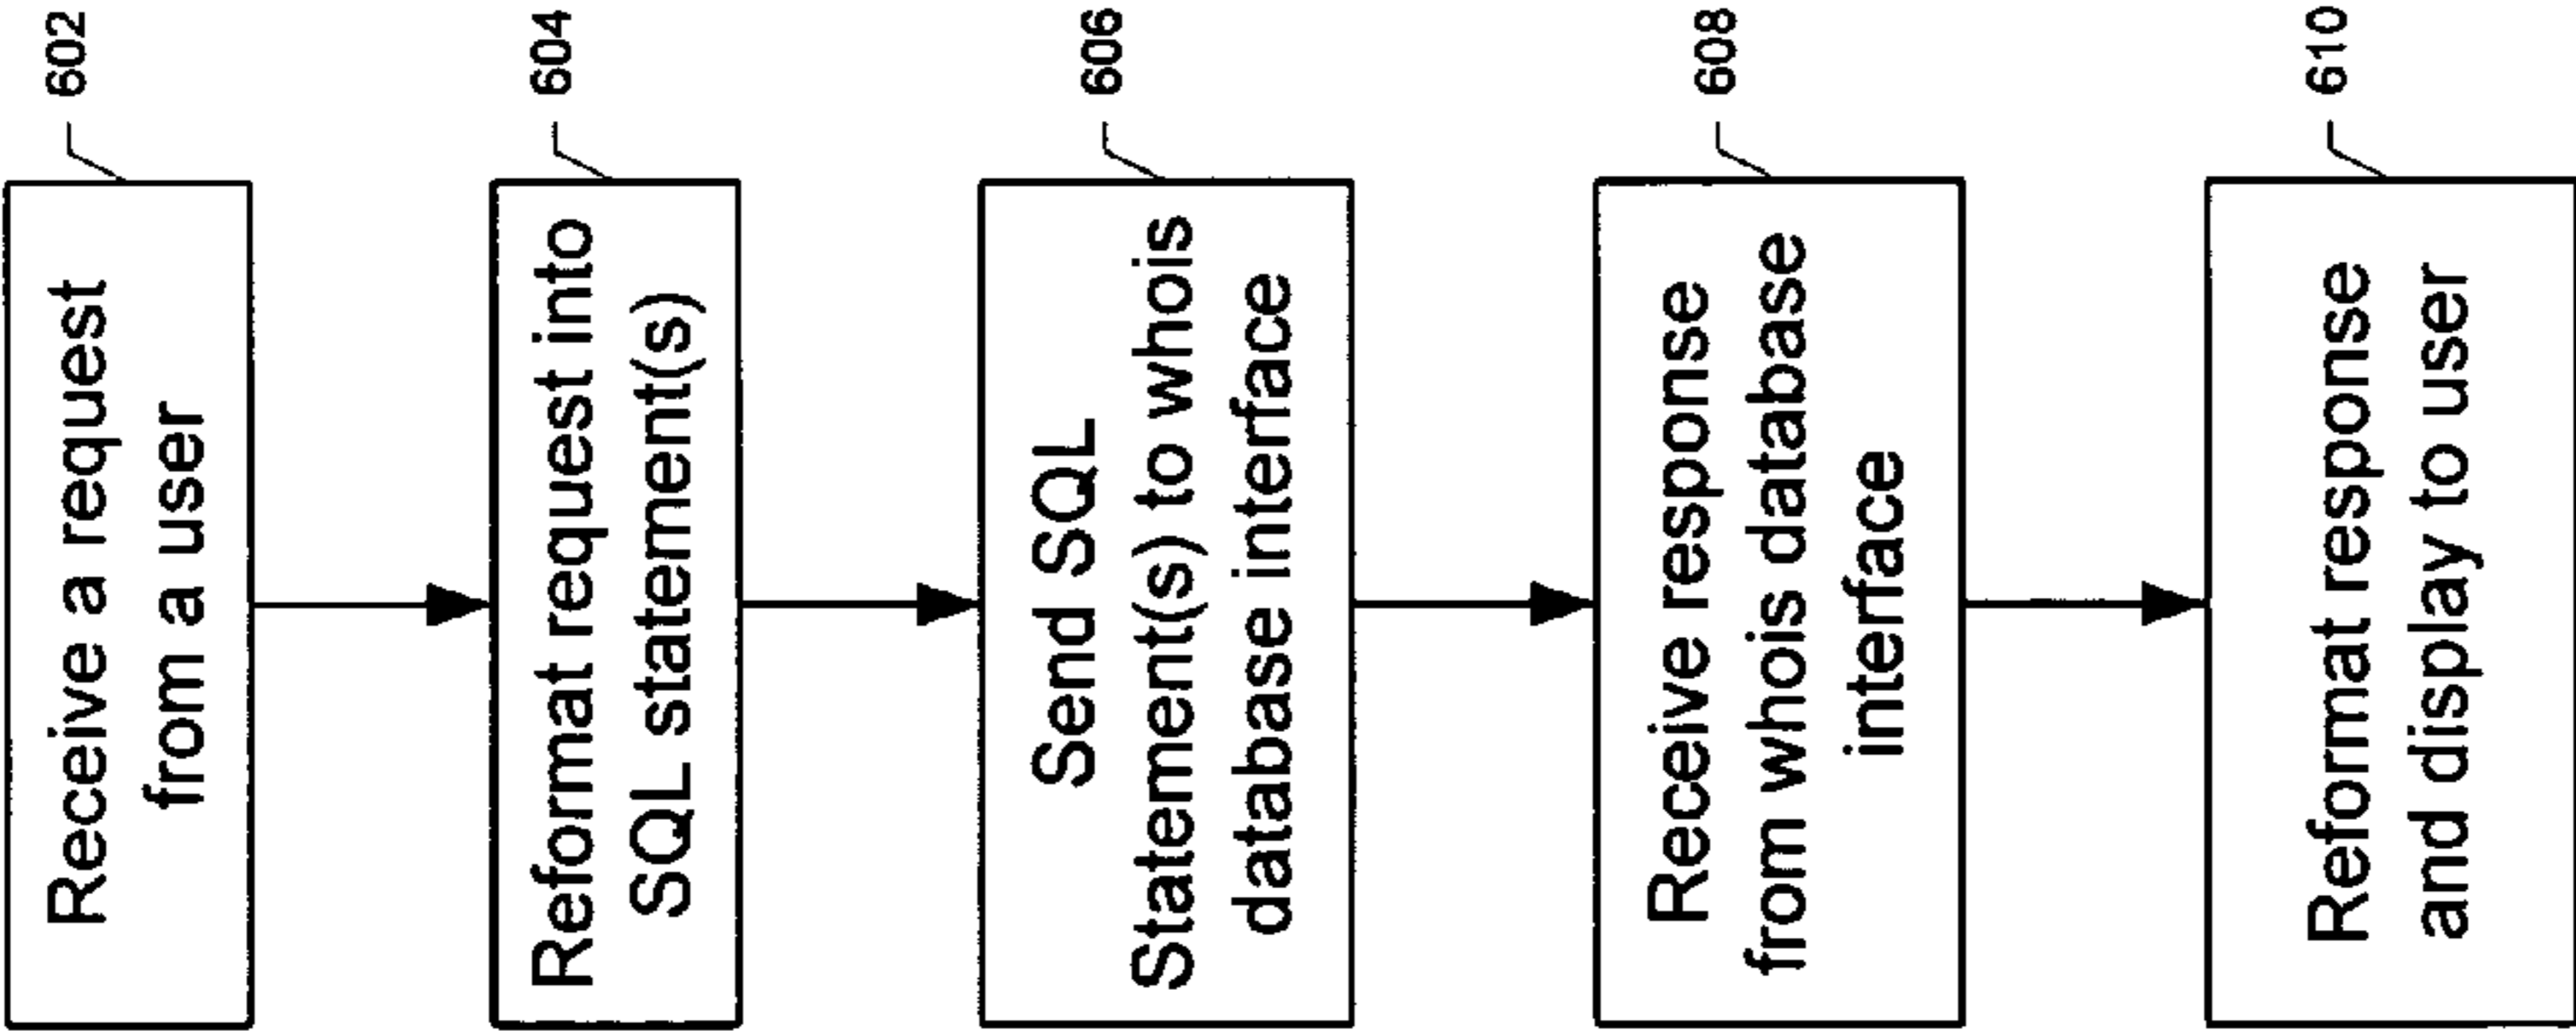 Receive a request
from a user
602
Reformat request into
SQL statement(s)
604
Send SQL
Statement(s) to whois
database interface
606
Receive response
from whois database
interface
608
Reformat response
and display to user
610